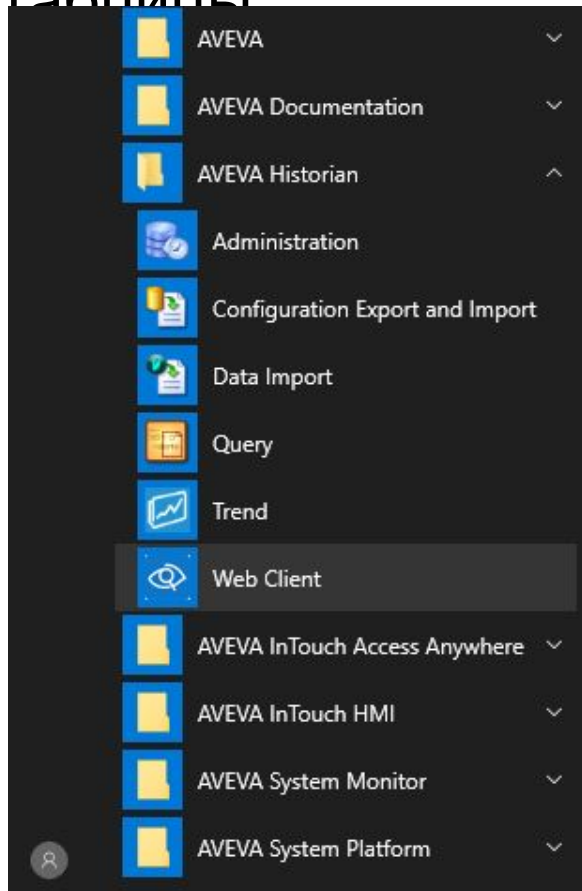 AVEVA
AVEVA Documentation
AVEVA Historian
Administration
Configuration Export and Import
Data Import
Query
Trend
Web Client
AVEVA InTouch Access Anywhere
AVEVA InTouch HMI
AVEVA System Monitor
AVEVA System Platform